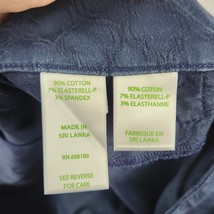 90% COTTON
7% ELASTERELL-P
3% SPANDEX
MADE IN
SRI LANKA
RN #88189
SEE REVERSE
FOR CARE
90% COTTON
7% ELASTERELL-P
3% ELASTHANNE
FABRIQUE EN
SRI LANKA